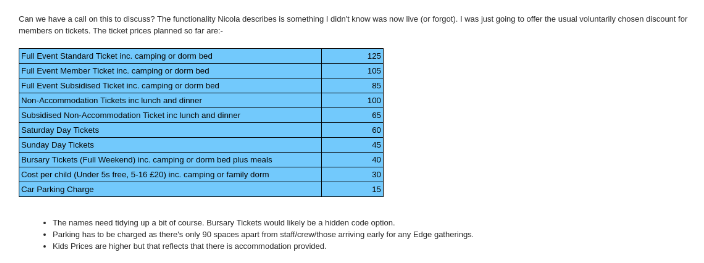 Can we have a call on this to discuss? The functionality Nicola describes is something I didn't know was now live (or forgot). I was just going to offer the usual voluntarily chosen discount for
members on tickets. The ticket prices planned so far are:-
Full Event Standard Ticket inc. camping or dorm bed 125
Full Event Member Ticket inc. camping or dorm bed 105
Full Event Subsidised Ticket inc. camping or dorm bed 85
Non-Accommodation Tickets inc lunch and dinner 100
Subsidised Non-Accommodation Ticket inc lunch and dinner 65
Saturday Day Tickets 60
Sunday Day Tickets 45
Bursary Tickets (Full Weekend) inc. camping or dorm bed plus meals 40
Cost per child (Under 5s free, 5-16 £20) inc. camping or family dorm 30
Car Parking Charge 15
• The names need tidying up a bit of course. Bursary Tickets would likely be a hidden code option.
• Parking has to be charged as there's only 90 spaces apart from staff/crew/those arriving early for any Edge gatherings.
• Kids Prices are higher but that reflects that there is accommodation provided.